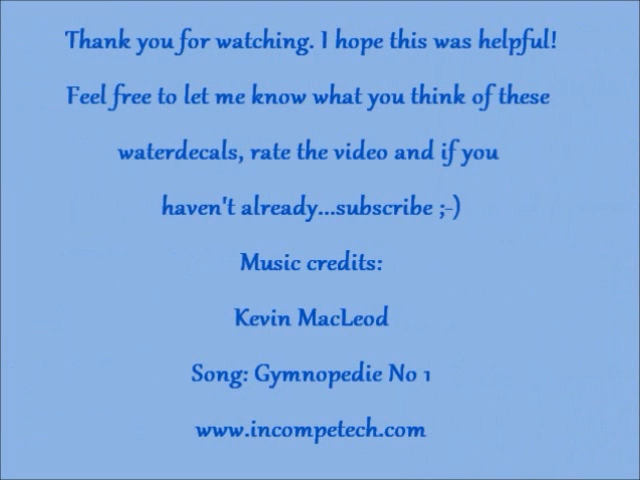 Thank you for watching. I hope this was helpful!
Feel free to let me know what you think of these
waterdecals, rate the video and if you
haven't already...subscribe ;-)
Music credits:
Kevin MacLeod
Song: Gymnopedie No 1
www.incompetech.com